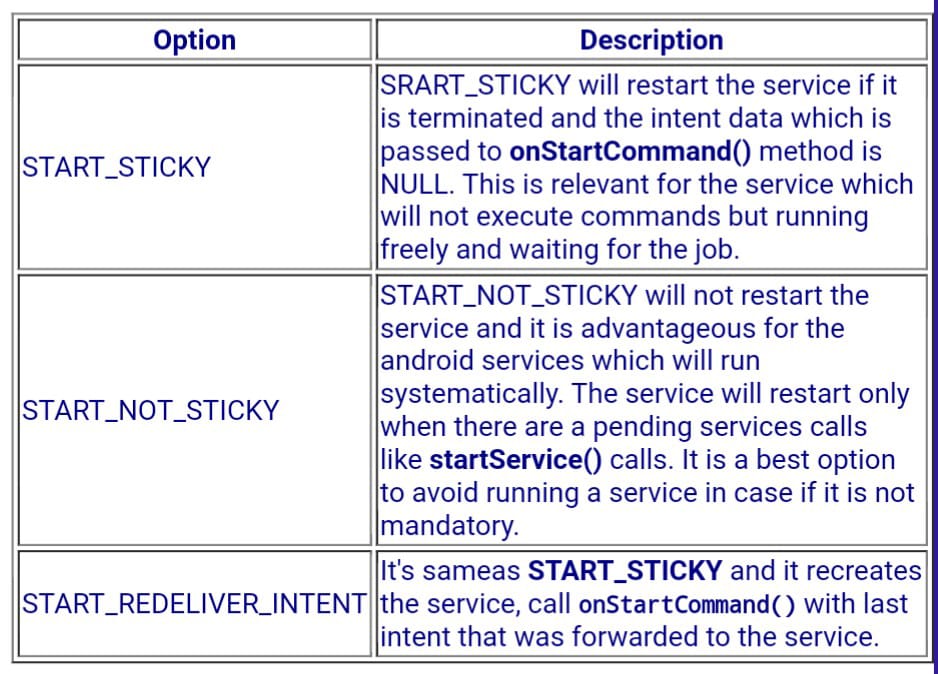 Option
Description
START_STICKY
SRART_STICKY will restart the service if it
is terminated and the intent data which is
passed to onStartCommand() method is
NULL. This is relevant for the service which
will not execute commands but running
freely and waiting for the job.
START_NOT_STICKY
START_NOT_STICKY will not restart the
service and it is advantageous for the
android services which will run
systematically. The service will restart only
when there are a pending services calls
like startService() calls. It is a best option
to avoid running a service in case if it is not
mandatory.
START_REDELIVER_INTENT
It's sameas START_STICKY and it recreates
the service, call onStartCommand() with last
intent that was forwarded to the service.